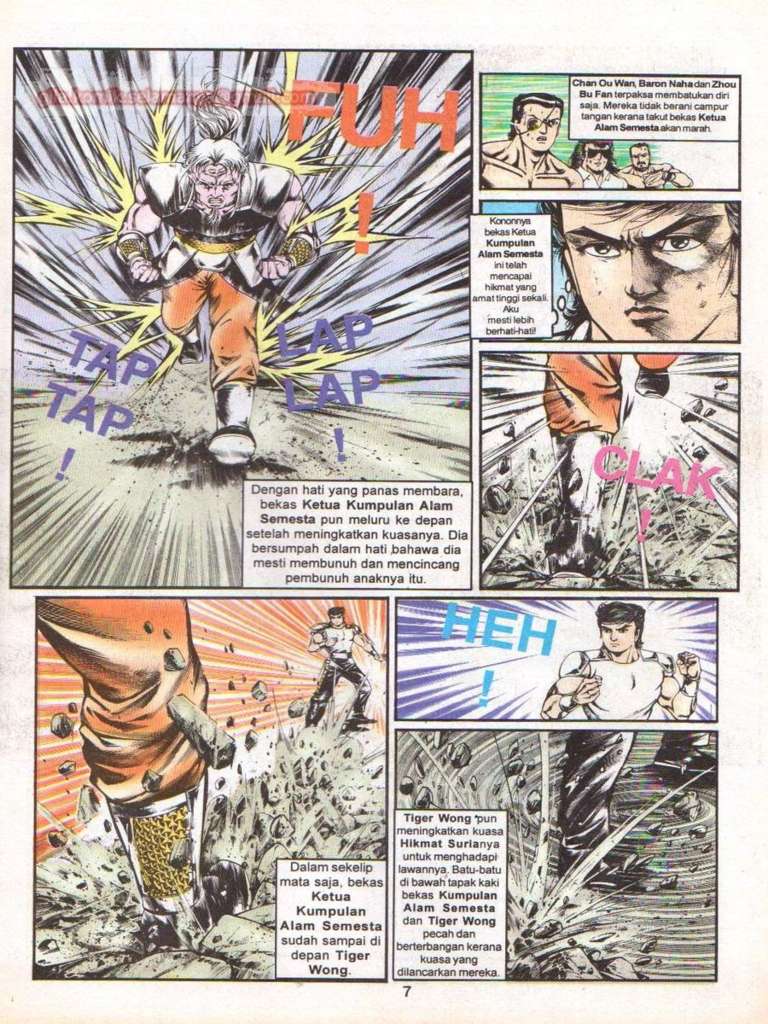 FUH
!
TAP
TAP
!
LAP
LAP
!
Dengan hati yang panas membara,
bekas Ketua Kumpulan Alam
Semesta pun meluru ke depan
setelah meningkatkan kuasanya. Dia
bersumpah dalam hati bahawa dia
mesti membunuh dan mencincang
pembunuh anaknya itu.
Chan Ou Wan, Baron Naha dan Zhou
Bu Fan terpaksa membatukan diri
saja. Mereka tidak berani campur
tangan kerana takut bekas Ketua
Alam Semesta akan marah.
Kononnya
bekas Ketua
Kumpulan
Alam Semesta
ini telah
mencapai
hikmat yang
amat tinggi sekali.
Aku
mesti lebih
berhati-hati!
CLAK
!
Dalam sekelip
mata saja, bekas
Ketua
Kumpulan
Alam Semesta
sudah sampai di
depan Tiger
Wong.
HEH
!
Tiger Wong pun
meningkatkan kuasa
Hikmat Surianya
untuk menghadapi
lawannya. Batu-batu
di bawah tapak kaki
bekas Kumpulan
Alam Semesta
dan Tiger Wong
pecah dan
berterbangan kerana
kuasa yang
dilancarkan mereka.
7